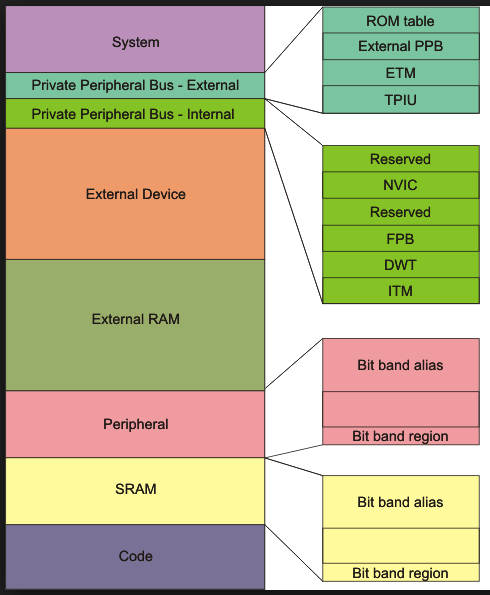 System
Private Peripheral Bus - External
Private Peripheral Bus - Internal
External Device
External RAM
Peripheral
SRAM
Code
ROM table
External PPB
ETM
TPIU
Reserved
NVIC
Reserved
FPB
DWT
ITM
Bit band alias
Bit band region
Bit band alias
Bit band region